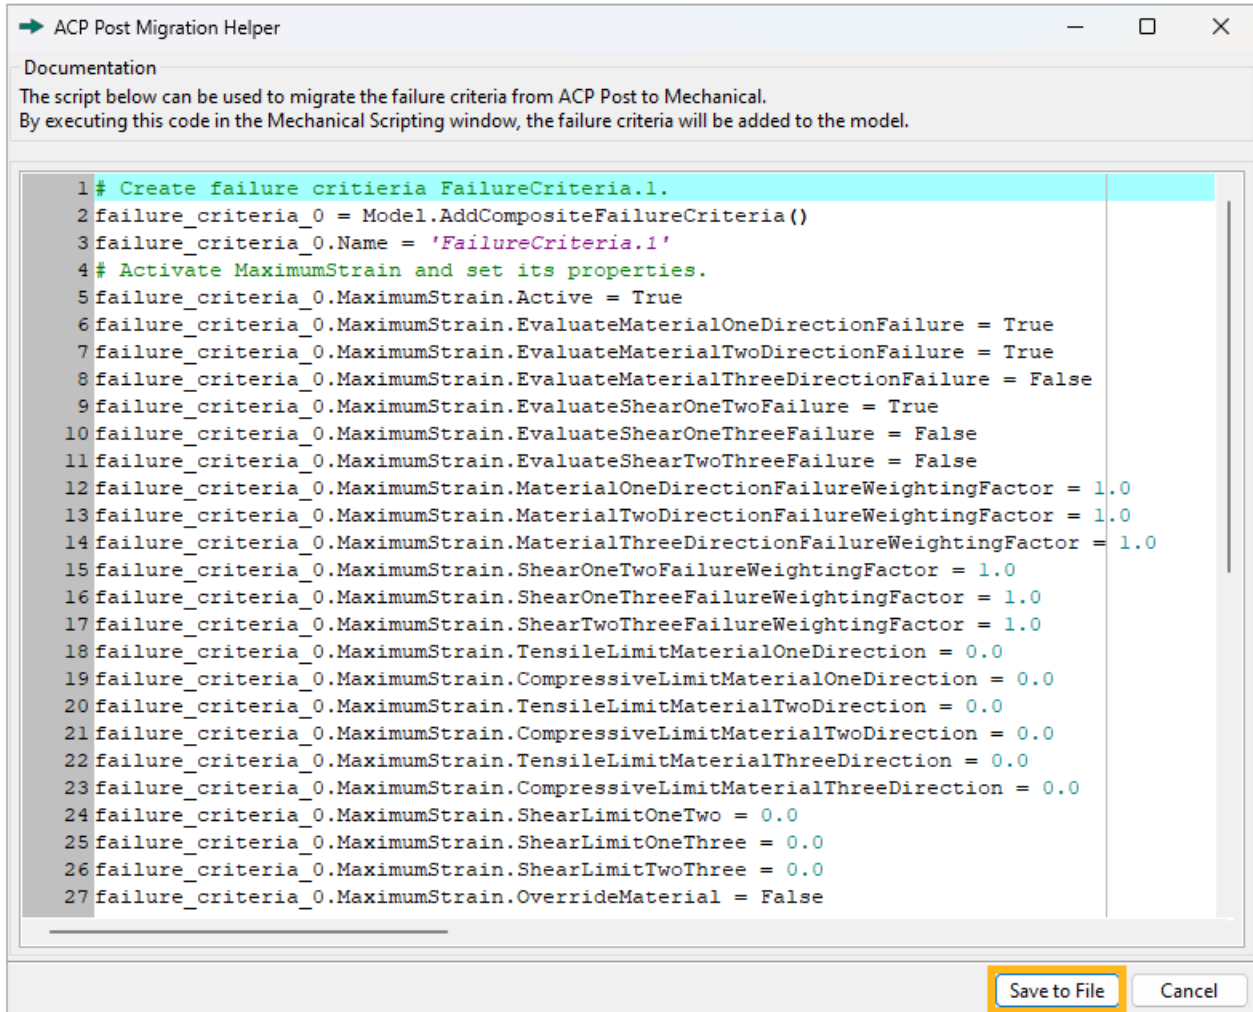 ACP Post Migration Helper
Documentation
The script below can be used to migrate the failure criteria from ACP Post to Mechanical.
By executing this code in the Mechanical Scripting window, the failure criteria will be added to the model.
1 # Create failure critieria FailureCriteria.1.
2 failure_criteria_0 = Model.AddCompositeFailureCriteria()
3 failure_criteria_0.Name = 'FailureCriteria.1'
4 # Activate MaximumStrain and set its properties.
5 failure_criteria_0.MaximumStrain.Active = True
6 failure_criteria_0.MaximumStrain.EvaluateMaterialOneDirectionFailure = True
7 failure_criteria_0.MaximumStrain.EvaluateMaterialTwoDirectionFailure = True
8 failure_criteria_0.MaximumStrain.EvaluateMaterialThreeDirectionFailure = False
9 failure_criteria_0.MaximumStrain.EvaluateShearOneTwoFailure = True
10 failure_criteria_0.MaximumStrain.EvaluateShearOneThreeFailure = False
11 failure_criteria_0.MaximumStrain.EvaluateShearTwoThreeFailure = False
12 failure_criteria_0.MaximumStrain.MaterialOneDirectionFailureWeightingFactor = 1.0
13 failure_criteria_0.MaximumStrain.MaterialTwoDirectionFailureWeightingFactor = 1.0
14 failure_criteria_0.MaximumStrain.MaterialThreeDirectionFailureWeightingFactor = 1.0
15 failure_criteria_0.MaximumStrain.ShearOneTwoFailureWeightingFactor = 1.0
16 failure_criteria_0.MaximumStrain.ShearOneThreeFailureWeightingFactor = 1.0
17 failure_criteria_0.MaximumStrain.ShearTwoThreeFailureWeightingFactor = 1.0
18 failure_criteria_0.MaximumStrain.TensileLimitMaterialOneDirection = 0.0
19 failure_criteria_0.MaximumStrain.CompressiveLimitMaterialOneDirection = 0.0
20 failure_criteria_0.MaximumStrain.TensileLimitMaterialTwoDirection = 0.0
21 failure_criteria_0.MaximumStrain.CompressiveLimitMaterialTwoDirection = 0.0
22 failure_criteria_0.MaximumStrain.TensileLimitMaterialThreeDirection = 0.0
23 failure_criteria_0.MaximumStrain.CompressiveLimitMaterialThreeDirection = 0.0
24 failure_criteria_0.MaximumStrain.ShearLimitOneTwo = 0.0
25 failure_criteria_0.MaximumStrain.ShearLimitOneThree = 0.0
26 failure_criteria_0.MaximumStrain.ShearLimitTwoThree = 0.0
27 failure_criteria_0.MaximumStrain.OverrideMaterial = False
Save to File Cancel